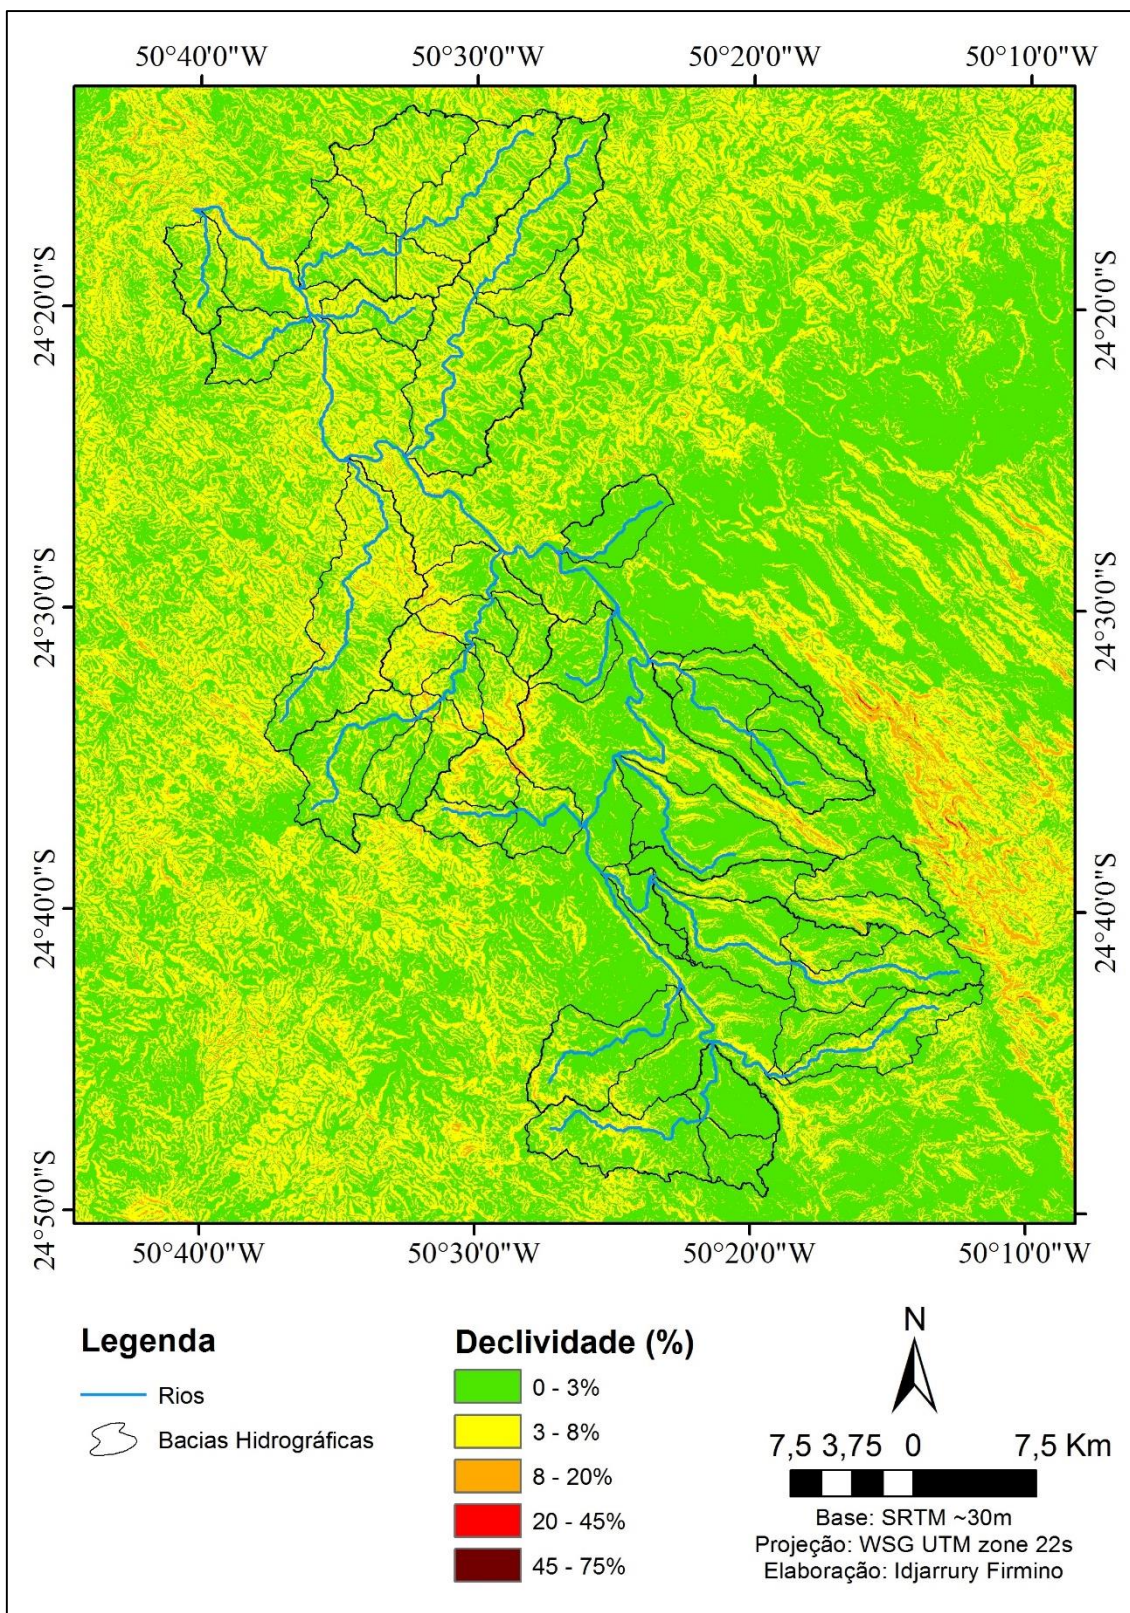 50°40'0"W 50°30'0"W 50°20'0"W 50°10'0"W
24°20'0"S 24°20'0"S
24°30'0"S 24°30'0"S
24°40'0"S 24°40'0"S
24°50'0"S
50°40'0"W 50°30'0"W 50°20'0"W 50°10'0"W
Legenda
Rios
Bacias Hidrográficas
Declividade (%)
0 - 3%
3 - 8%
8 - 20%
20 - 45%
45 - 75%
N
7,5 3,75 0 7,5 Km
Base: SRTM ~30m
Projeção: WSG UTM zone 22s
Elaboração: Idjarrury Firmino